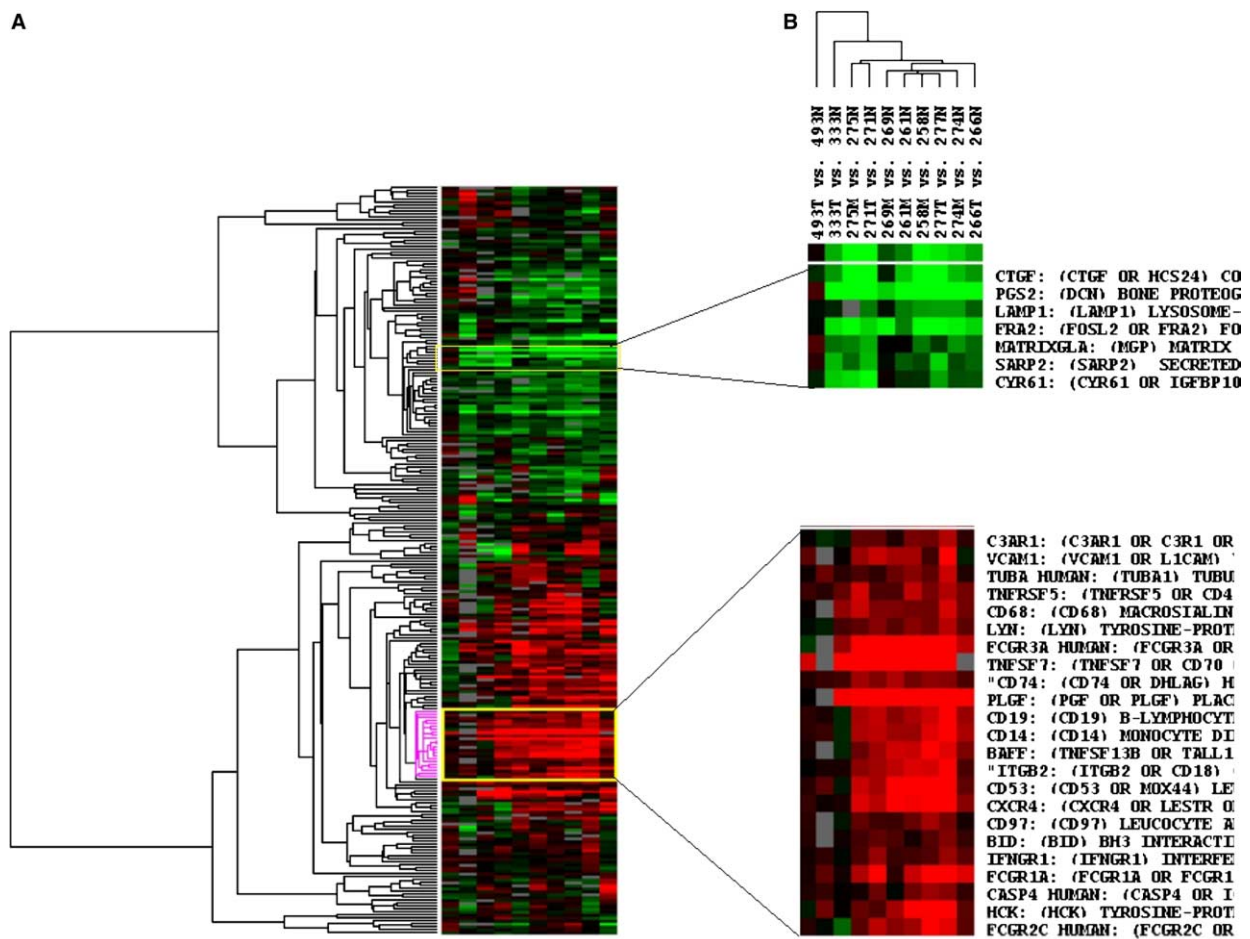 A
B
493T vs. 493N
333T vs. 333N
275M vs. 275N
271T vs. 271N
269M vs. 269N
261M vs. 261N
258M vs. 258N
277T vs. 277N
274M vs. 274N
266T vs. 266N
CTGF: (CTGF OR HCS24) CO
PGS2: (DCN) BONE PROTEOG
LAMP1: (LAMP1) LYSOSOME-
FRA2: (FOSL2 OR FRA2) FO
MATRIXGLA: (MGP) MATRIX
SARP2: (SARP2) SECRETED
CYR61: (CYR61 OR IGFBP10
C3AR1: (C3AR1 OR C3R1 OR
VCAM1: (VCAM1 OR L1CAM)
TUBA HUMAN: (TUBA1) TUBU
TNFRSF5: (TNFRSF5 OR CD4
CD68: (CD68) MACROSIALIN
LYN: (LYN) TYROSINE-PROT
FCGR3A HUMAN: (FCGR3A OR
TNFSF7: (TNFSF7 OR CD70
"CD74: (CD74 OR DHLAG) H
PLGF: (PGF OR PLGF) PLAC
CD19: (CD19) B-LYMPHOCYT
CD14: (CD14) MONOCYTE DI
BAFF: (TNFSF13B OR TALL1
"ITGB2: (ITGB2 OR CD18)
CD53: (CD53 OR MOX44) LE
CXCR4: (CXCR4 OR LESTR O
CD97: (CD97) LEUCOCYTE A
BID: (BID) BH3 INTERACTI
IFNGR1: (IFNGR1) INTERFE
FCGR1A: (FCGR1A OR FCGR1
CASP4 HUMAN: (CASP4 OR I
HCK: (HCK) TYROSINE-PROT
FCGR2C HUMAN: (FCGR2C OR